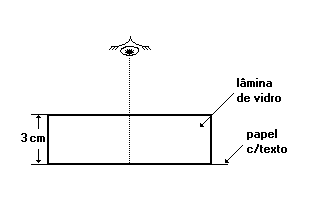 lâmina
de vidro
3 cm
papel
c/texto